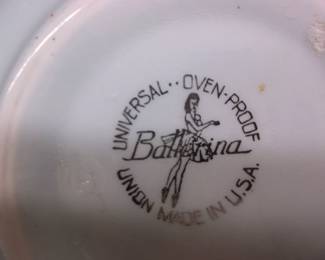 UNIVERSAL·· OVEN-PROOF
Ballerina
UNION MADE IN U.S.A.